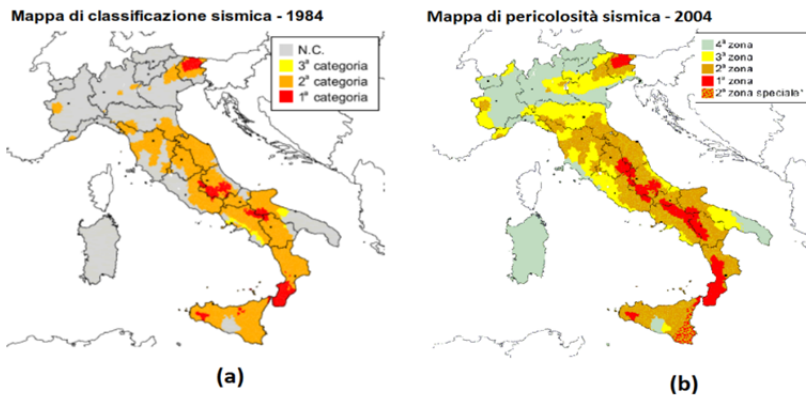 Mappa di classificazione sismica - 1984
N.C.
3ª categoria
2ª categoria
1ª categoria
(a)
Mappa di pericolosità sismica - 2004
4ª zona
3ª zona
2ª zona
1ª zona
2ª zona speciale*
(b)